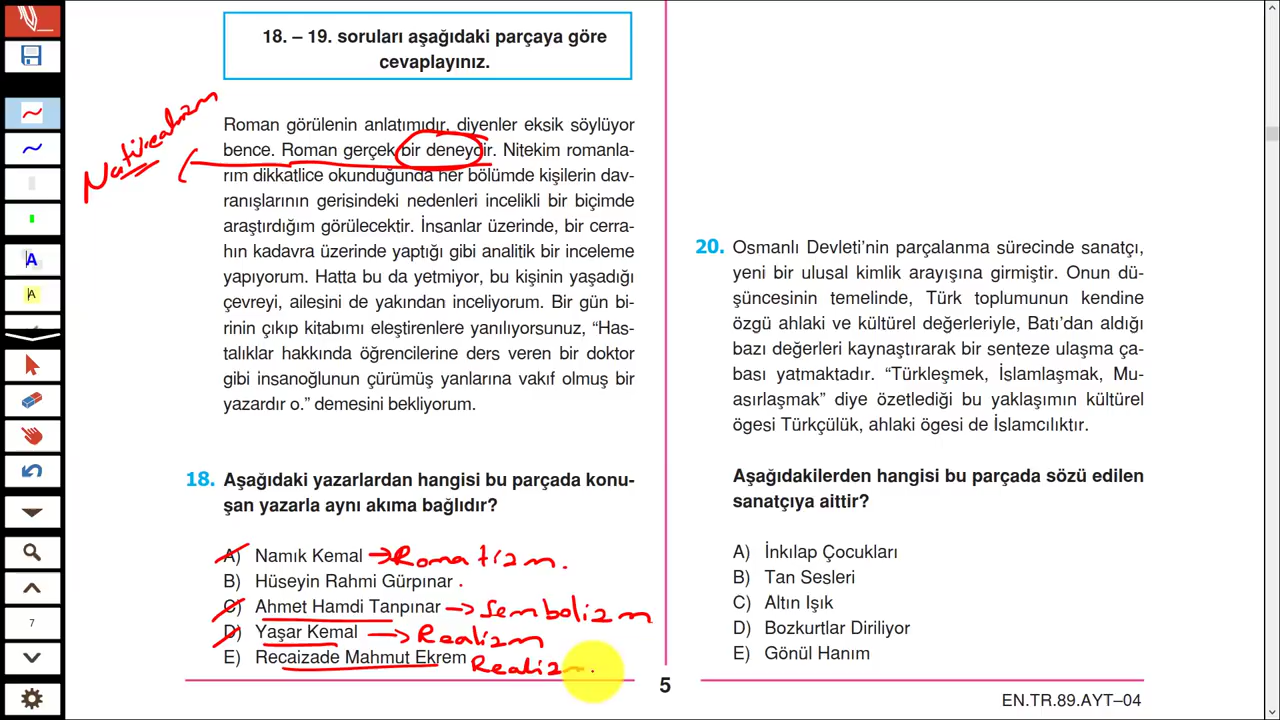 18. – 19. soruları aşağıdaki parçaya göre
cevaplayınız.
Natüralizm
Roman görülenin anlatımıdır, diyenler eksik söylüyor
bence. Roman gerçek bir deneydir. Nitekim romanla-
rım dikkatlice okunduğunda her bölümde kişilerin dav-
ranışlarının gerisindeki nedenleri incelikli bir biçimde
araştırdığım görülecektir. İnsanlar üzerinde, bir cerra-
hın kadavra üzerinde yaptığı gibi analitik bir inceleme
yapıyorum. Hatta bu da yetmiyor, bu kişinin yaşadığı
çevreyi, ailesini de yakından inceliyorum. Bir gün bi-
rinin çıkıp kitabımı eleştirenlere yanılıyorsunuz, “Has-
talıklar hakkında öğrencilerine ders veren bir doktor
gibi insanoğlunun çürümüş yanlarına vakıf olmuş bir
yazardır o.” demesini bekliyorum.
18. Aşağıdaki yazarlardan hangisi bu parçada konu-
şan yazarla aynı akıma bağlıdır?
A) Namık Kemal → Romatizm.
B) Hüseyin Rahmi Gürpınar
C) Ahmet Hamdi Tanpınar → Sembolizm
D) Yaşar Kemal → Realizm
E) Recaizade Mahmut Ekrem Realizm
20. Osmanlı Devleti’nin parçalanma sürecinde sanatçı,
yeni bir ulusal kimlik arayışına girmiştir. Onun dü-
şüncesinin temelinde, Türk toplumunun kendine
özgü ahlaki ve kültürel değerleriyle, Batı’dan aldığı
bazı değerleri kaynaştırarak bir senteze ulaşma ça-
bası yatmaktadır. “Türkleşmek, İslamlaşmak, Mu-
asırlaşmak” diye özetlediği bu yaklaşımın kültürel
ögesi Türkçülük, ahlaki ögesi de İslamcılıktır.
Aşağıdakilerden hangisi bu parçada sözü edilen
sanatçıya aittir?
A) İnkılap Çocukları
B) Tan Sesleri
C) Altın Işık
D) Bozkurtlar Diriliyor
E) Gönül Hanım
5
EN.TR.89.AYT–04
A
A
7